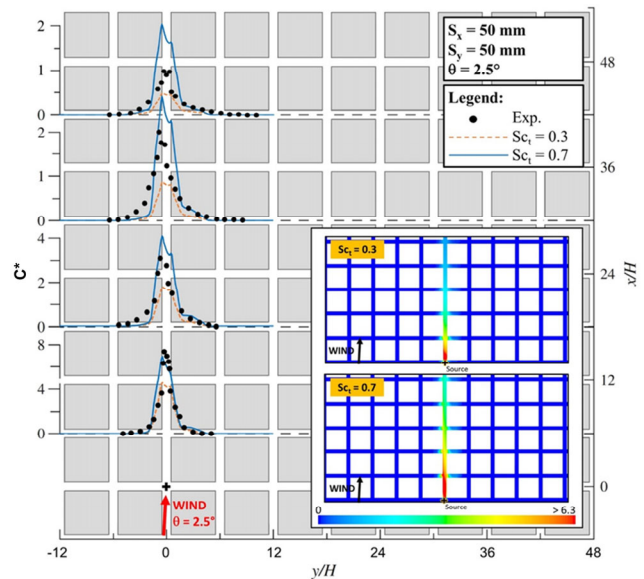 Sₓ = 50 mm
Sᵧ = 50 mm
θ = 2.5°
Legend:
Exp.
Scₜ = 0.3
Scₜ = 0.7
2
1
0
2
1
0
4
2
0
8
4
0
C*
48
36
24
12
0
x/H
Scₜ = 0.3
WIND
Source
Scₜ = 0.7
WIND
Source
0 > 6.3
WIND
θ = 2.5°
-12 0 12 24 36 48
y/H